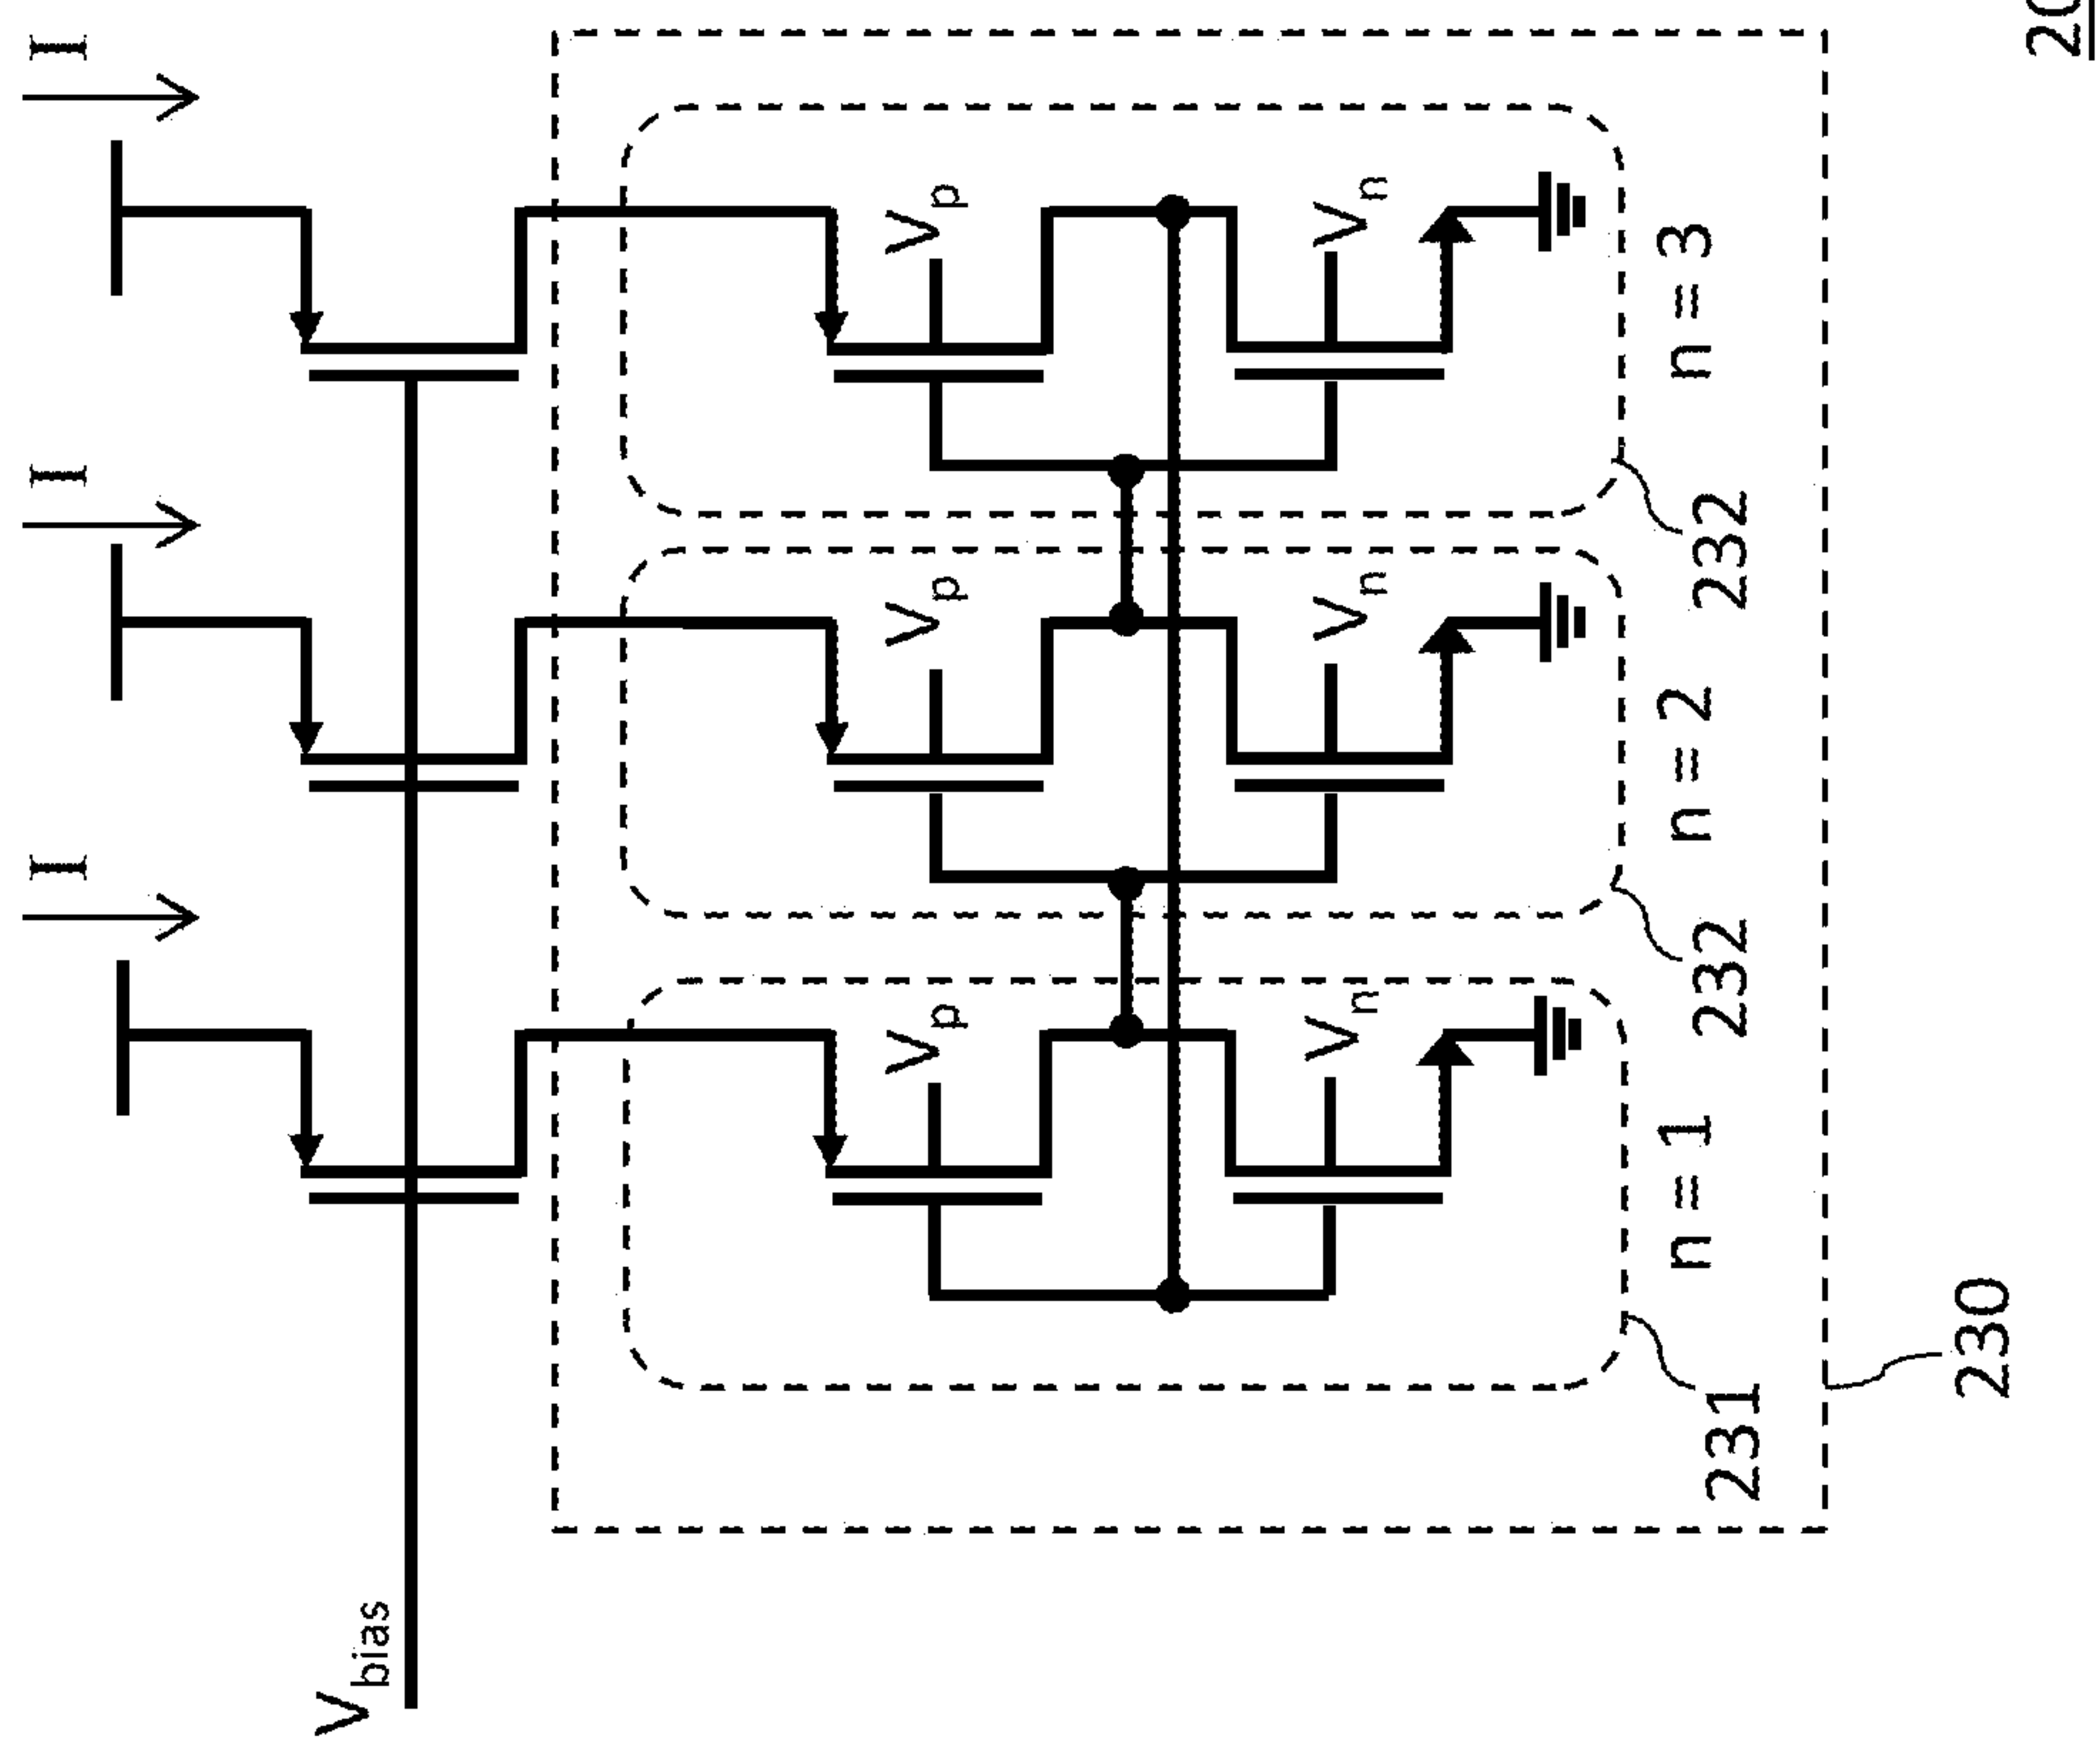 I
I
I
V_bias
V_p
V_p
V_p
V_n
V_n
V_n
n = 1
n = 2
n = 3
231
232
232
230